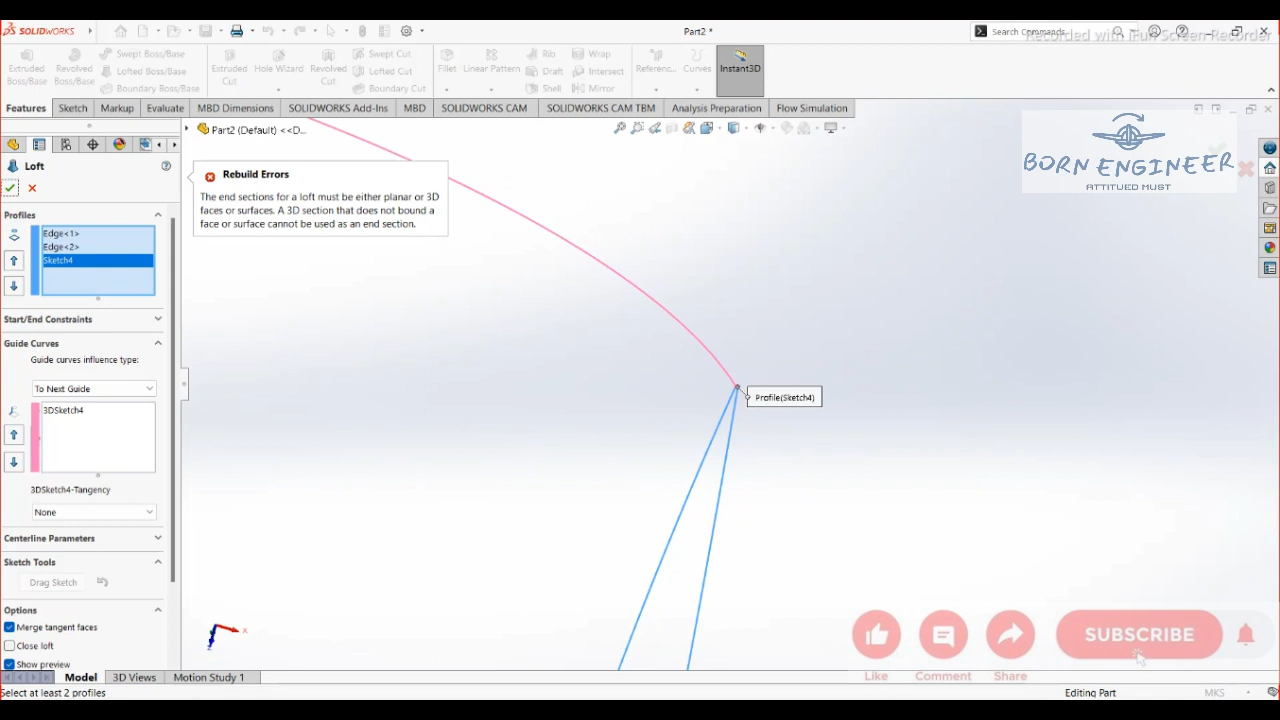 SOLIDWORKS
Part2 *
Search Commands
Recorded with iFun Screen Recorder
Extruded Boss/Base
Revolved Boss/Base
Swept Boss/Base
Lofted Boss/Base
Boundary Boss/Base
Extruded Cut
Hole Wizard
Revolved Cut
Swept Cut
Lofted Cut
Boundary Cut
Fillet
Linear Pattern
Rib
Draft
Shell
Wrap
Intersect
Mirror
Referenc...
Curves
Instant3D
Features
Sketch
Markup
Evaluate
MBD Dimensions
SOLIDWORKS Add-Ins
MBD
SOLIDWORKS CAM
SOLIDWORKS CAM TBM
Analysis Preparation
Flow Simulation
Part2 (Default) <<D...
BORN ENGINEER
ATTITUED MUST
Loft
Rebuild Errors
The end sections for a loft must be either planar or 3D
faces or surfaces. A 3D section that does not bound a
face or surface cannot be used as an end section.
Profiles
Edge<1>
Edge<2>
Sketch4
Start/End Constraints
Guide Curves
Guide curves influence type:
To Next Guide
3DSketch4
3DSketch4-Tangency
None
Centerline Parameters
Sketch Tools
Drag Sketch
Options
Merge tangent faces
Close loft
Show preview
Profile(Sketch4)
X
SUBSCRIBE
Like
Comment
Share
Model
3D Views
Motion Study 1
Select at least 2 profiles
Editing Part
MKS